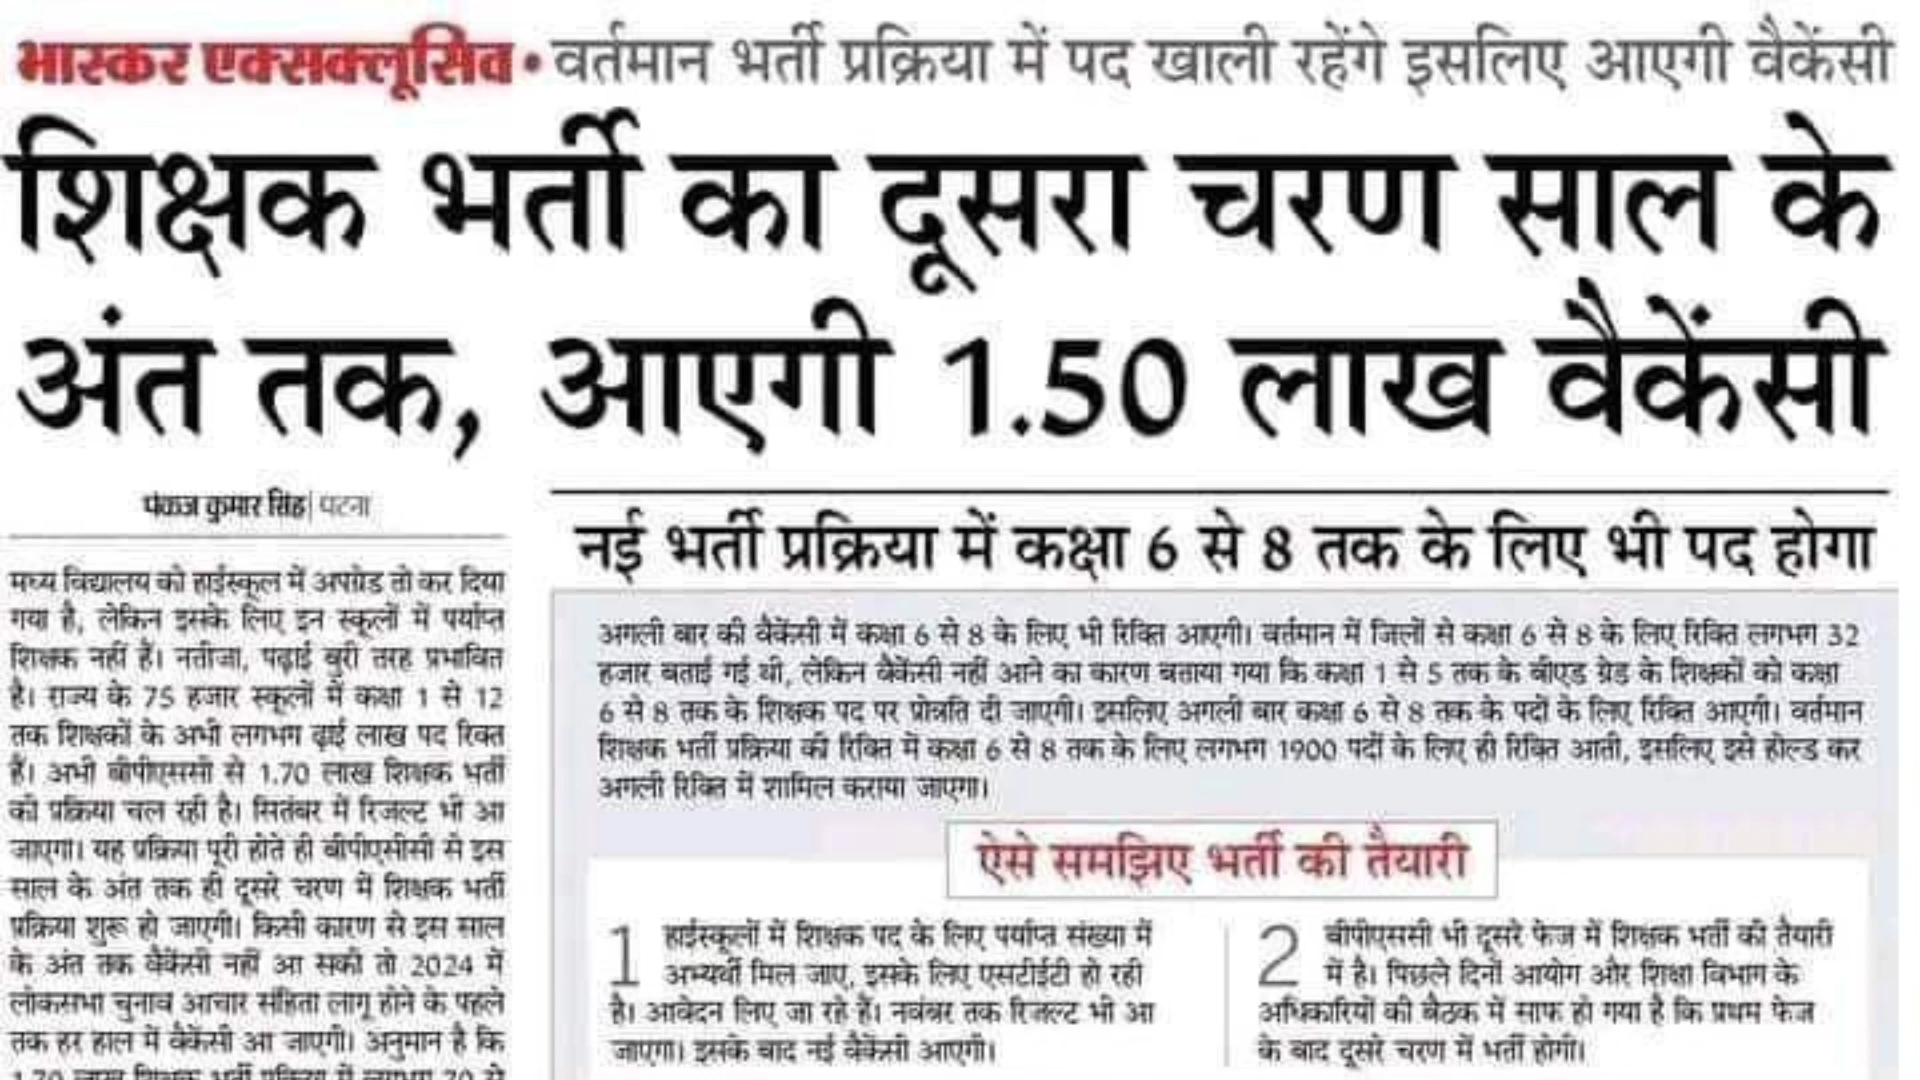 भास्कर एक्सक्लूसिव • वर्तमान भर्ती प्रक्रिया में पद खाली रहेंगे इसलिए आएगी वैकेंसी
शिक्षक भर्ती का दूसरा चरण साल के
अंत तक, आएगी 1.50 लाख वैकेंसी
पंकज कुमार सिंह| पटना
मध्य विद्यालय को हाईस्कूल में अपग्रेड तो कर दिया
गया है, लेकिन इसके लिए इन स्कूलों में पर्याप्त
शिक्षक नहीं हैं। नतीजा, पढ़ाई बुरी तरह प्रभावित
है। राज्य के 75 हजार स्कूलों में कक्षा 1 से 12
तक शिक्षकों के अभी लगभग ढ़ाई लाख पद रिक्त
हैं। अभी बीपीएससी से 1.70 लाख शिक्षक भर्ती
की प्रक्रिया चल रही है। सितंबर में रिजल्ट भी आ
जाएगा। यह प्रक्रिया पूरी होते ही बीपीएसीसी से इस
साल के अंत तक ही दूसरे चरण में शिक्षक भर्ती
प्रक्रिया शुरू हो जाएगी। किसी कारण से इस साल
के अंत तक वैकेंसी नहीं आ सकी तो 2024 में
लोकसभा चुनाव आचार संहिता लागू होने के पहले
तक हर हाल में वैकेंसी आ जाएगी। अनुमान है कि
1.70 लाख शिक्षक भर्ती प्रक्रिया में लगभग 70 से
नई भर्ती प्रक्रिया में कक्षा 6 से 8 तक के लिए भी पद होगा
अगली बार की वैकेंसी में कक्षा 6 से 8 के लिए भी रिक्ति आएगी। वर्तमान में जिलों से कक्षा 6 से 8 के लिए रिक्ति लगभग 32
हजार बताई गई थी, लेकिन वैकेंसी नहीं आने का कारण बताया गया कि कक्षा 1 से 5 तक के बीएड ग्रेड के शिक्षकों को कक्षा
6 से 8 तक के शिक्षक पद पर प्रोन्नति दी जाएगी। इसलिए अगली बार कक्षा 6 से 8 तक के पदों के लिए रिक्ति आएगी। वर्तमान
शिक्षक भर्ती प्रक्रिया की रिक्ति में कक्षा 6 से 8 तक के लिए लगभग 1900 पदों के लिए ही रिक्ति आती, इसलिए इसे होल्ड कर
अगली रिक्ति में शामिल कराया जाएगा।
ऐसे समझिए भर्ती की तैयारी
1 हाईस्कूलों में शिक्षक पद के लिए पर्याप्त संख्या में
अभ्यर्थी मिल जाए, इसके लिए एसटीईटी हो रही
है। आवेदन लिए जा रहे हैं। नवंबर तक रिजल्ट भी आ
जाएगा। इसके बाद नई वैकेंसी आएगी।
2 बीपीएससी भी दूसरे फेज में शिक्षक भर्ती की तैयारी
में है। पिछले दिनों आयोग और शिक्षा विभाग के
अधिकारियों की बैठक में साफ हो गया है कि प्रथम फेज
के बाद दूसरे चरण में भर्ती होगी।